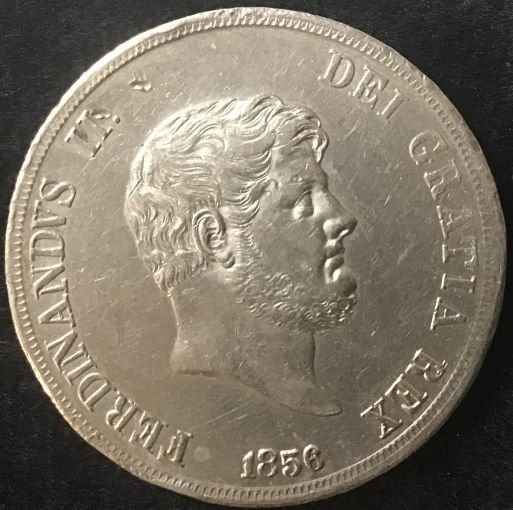 FERDINANDVS II.
DEI GRATIA REX
1856